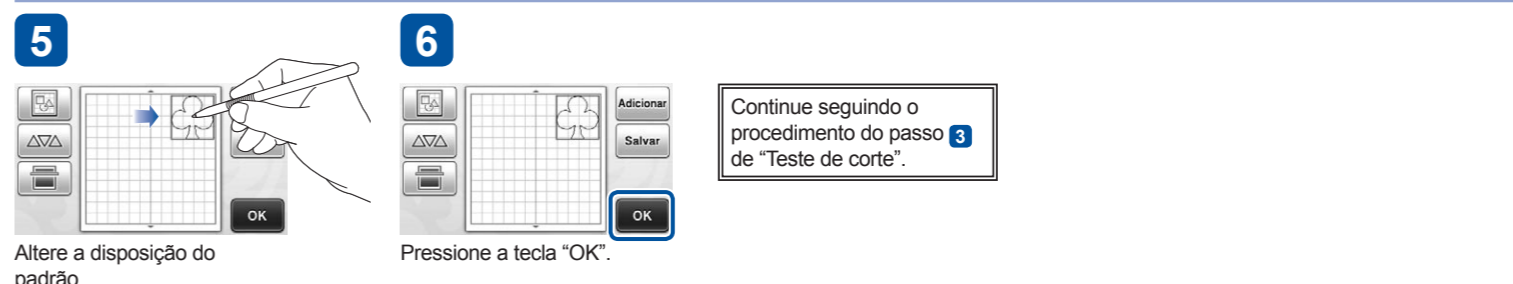 5
OK
Altere a disposição do
padrão
6
Adicionar
Salvar
OK
Pressione a tecla “OK”.
Continue seguindo o
procedimento do passo 3
de “Teste de corte”.